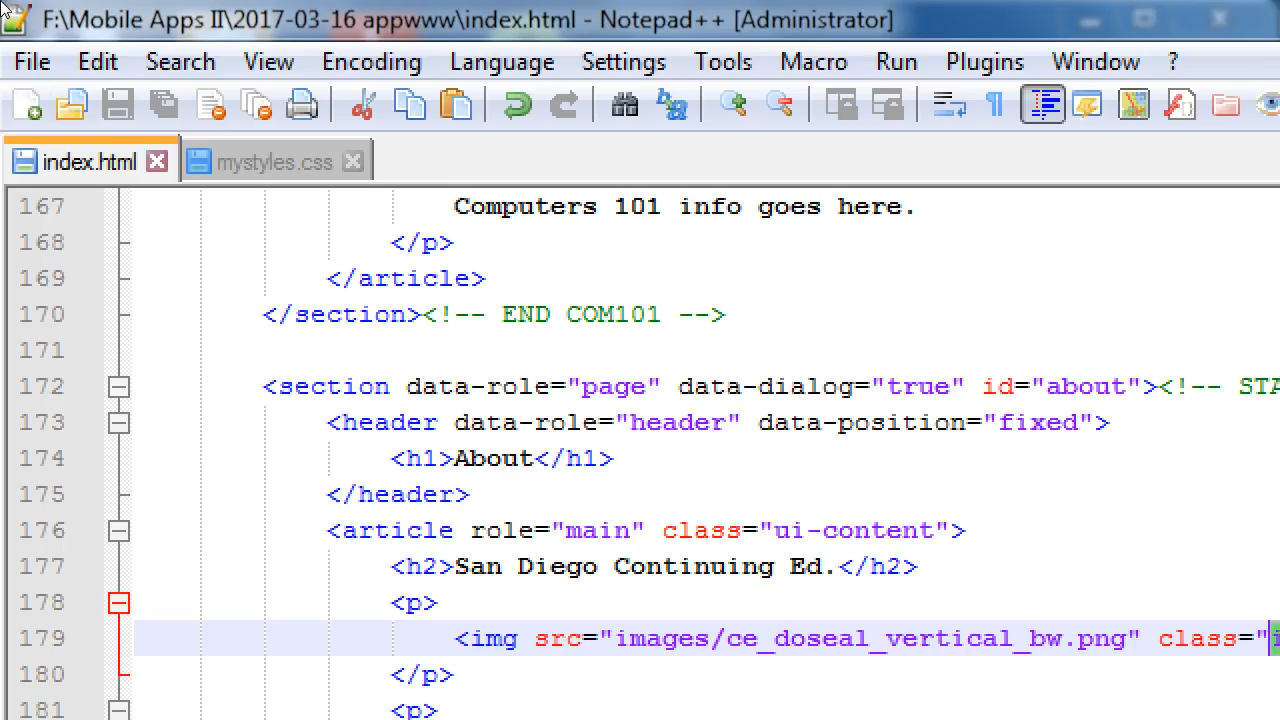 F:\Mobile Apps II\2017-03-16 appwww\index.html - Notepad++ [Administrator]
File Edit Search View Encoding Language Settings Tools Macro Run Plugins Window ?
index.html mystyles.css
167 Computers 101 info goes here.
168 </p>
169 </article>
170 </section><!-- END COM101 -->
171
172 <section data-role="page" data-dialog="true" id="about"><!-- STA
173 <header data-role="header" data-position="fixed">
174 <h1>About</h1>
175 </header>
176 <article role="main" class="ui-content">
177 <h2>San Diego Continuing Ed.</h2>
178 <p>
179 <img src="images/ce_doseal_vertical_bw.png" class="i
180 </p>
181 <p>